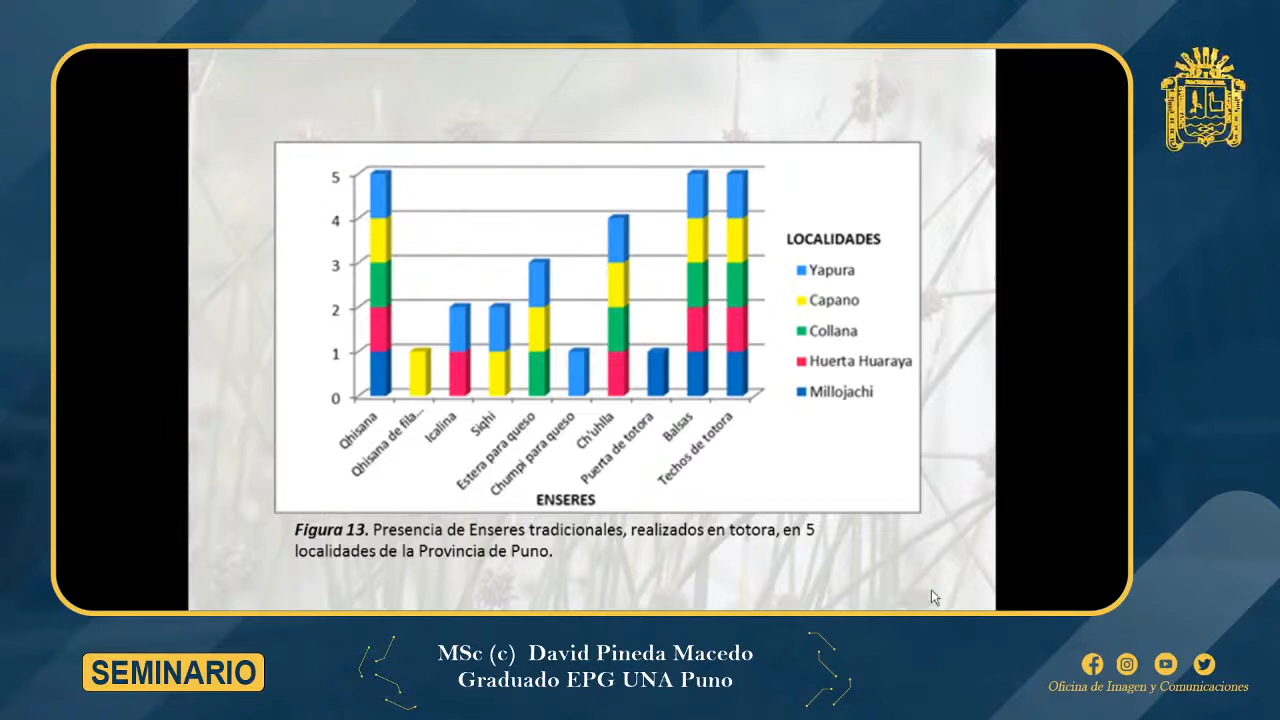 5
4
3
2
1
0
Qhisana
Qhisana de fila...
Icalina
Siqhi
Estera para queso
Chumpi para queso
Ch'uhlla
Puerta de totora
Balsas
Techos de totora
ENSERES
LOCALIDADES
Yapura
Capano
Collana
Huerta Huaraya
Millojachi
Figura 13. Presencia de Enseres tradicionales, realizados en totora, en 5
localidades de la Provincia de Puno.
SEMINARIO
MSc (c) David Pineda Macedo
Graduado EPG UNA Puno
Oficina de Imagen y Comunicaciones